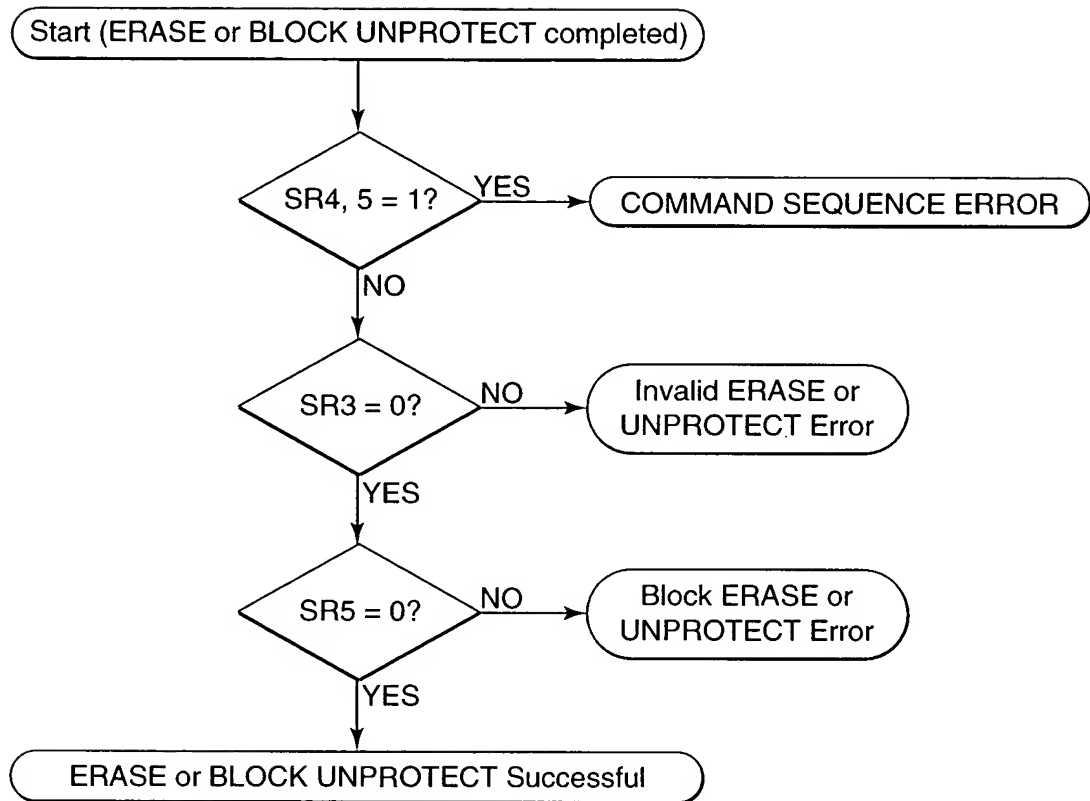 Start (ERASE or BLOCK UNPROTECT completed)
SR4, 5 = 1?
YES
COMMAND SEQUENCE ERROR
NO
SR3 = 0?
NO
Invalid ERASE or
UNPROTECT Error
YES
SR5 = 0?
NO
Block ERASE or
UNPROTECT Error
YES
ERASE or BLOCK UNPROTECT Successful